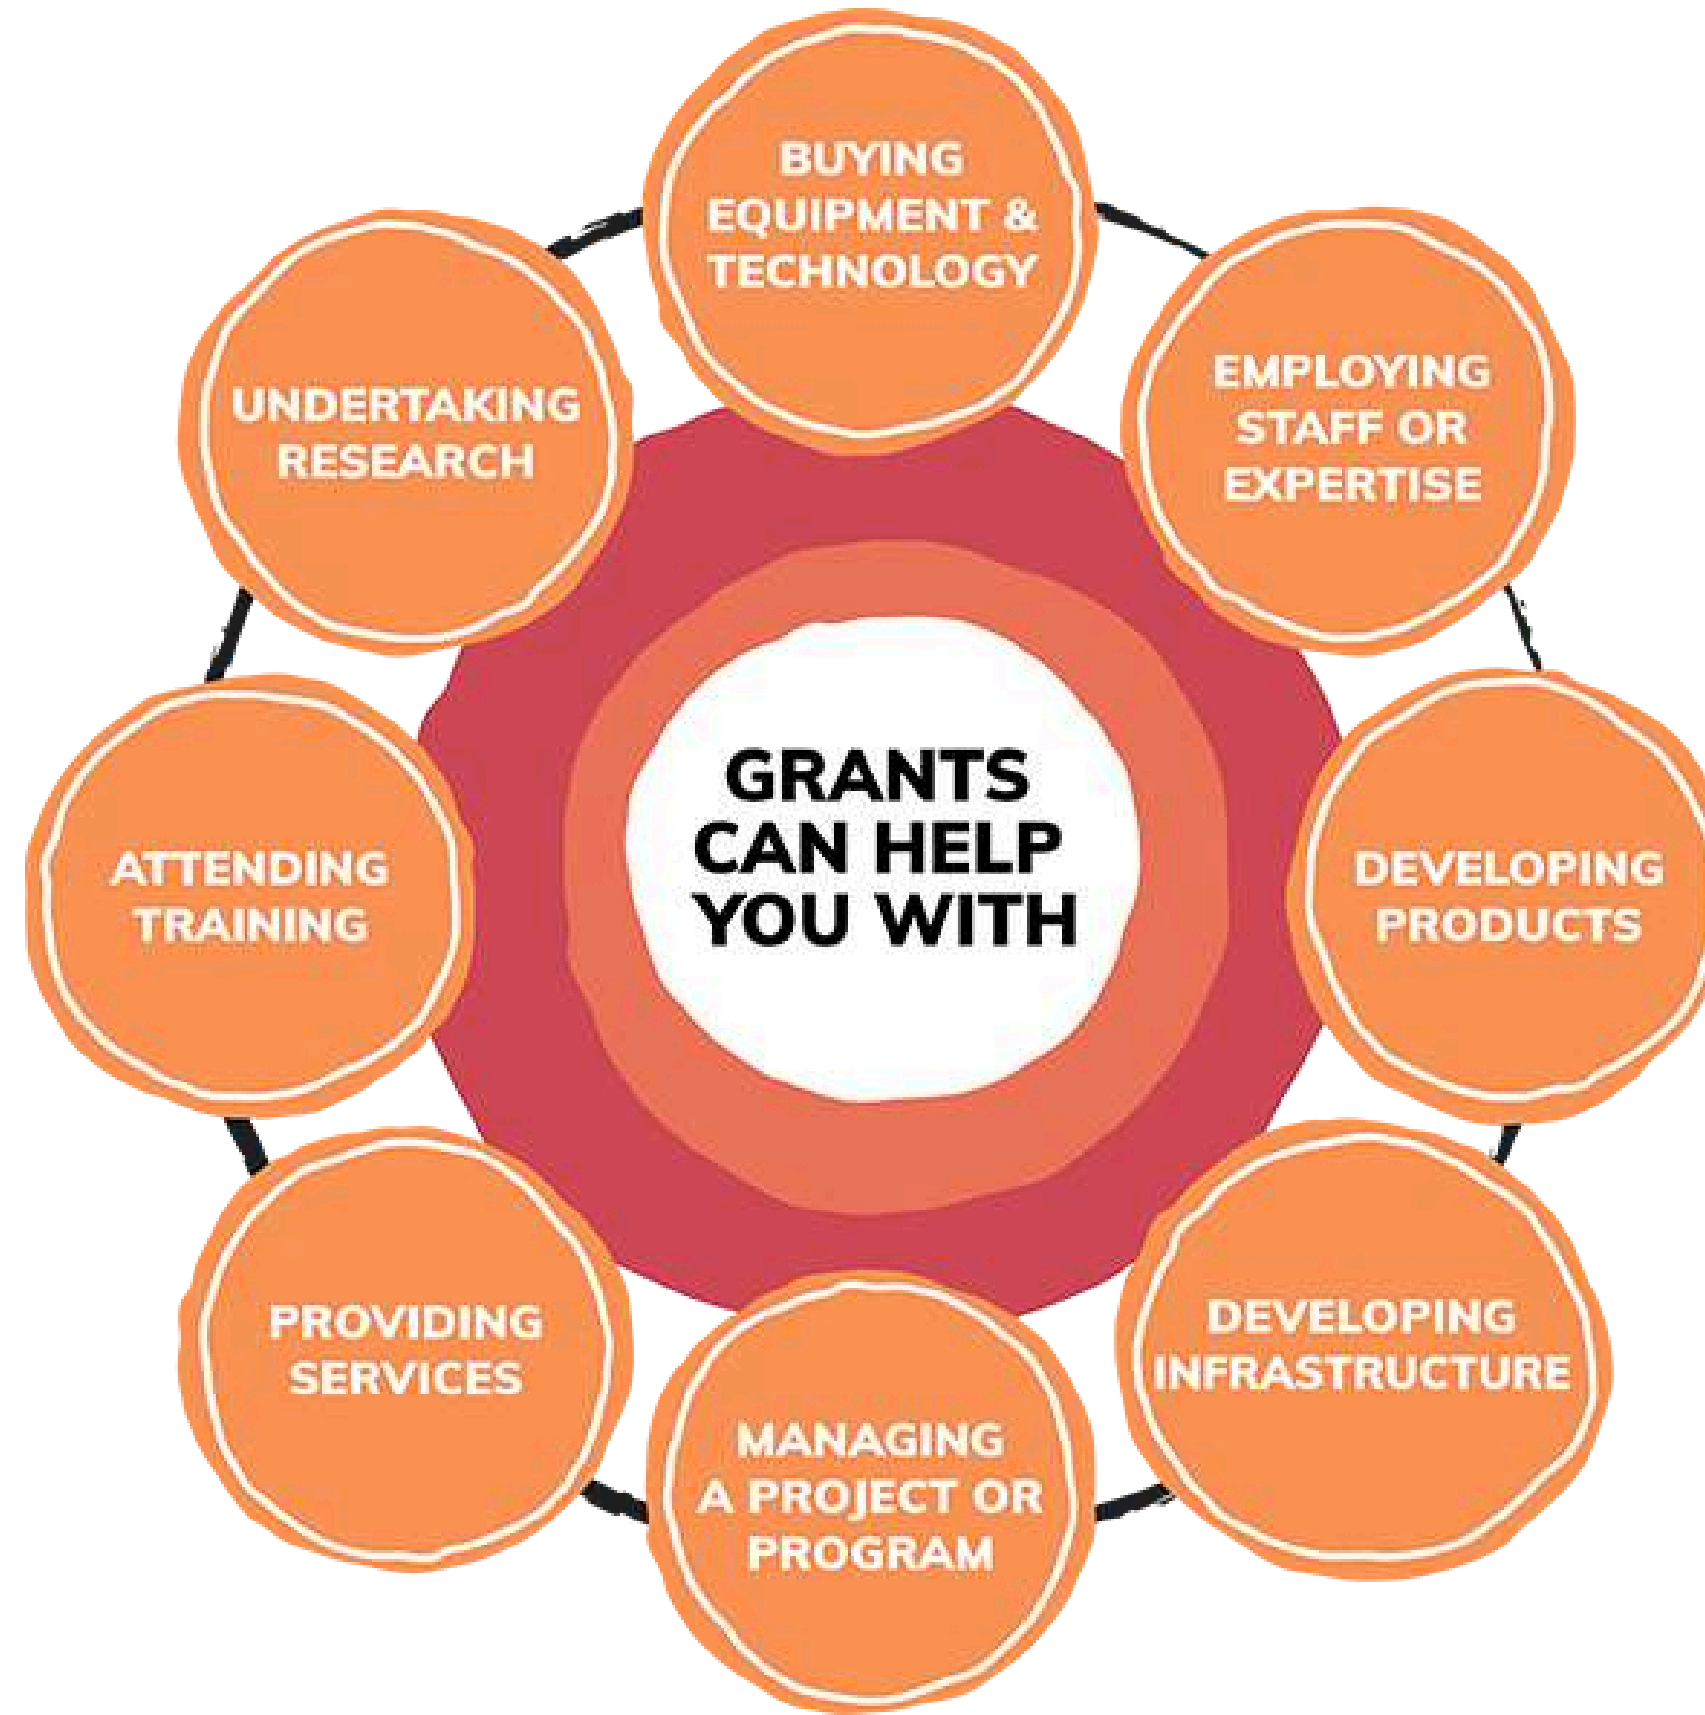 GRANTS
CAN HELP
YOU WITH
BUYING
EQUIPMENT &
TECHNOLOGY
EMPLOYING
STAFF OR
EXPERTISE
DEVELOPING
PRODUCTS
DEVELOPING
INFRASTRUCTURE
MANAGING
A PROJECT OR
PROGRAM
PROVIDING
SERVICES
ATTENDING
TRAINING
UNDERTAKING
RESEARCH